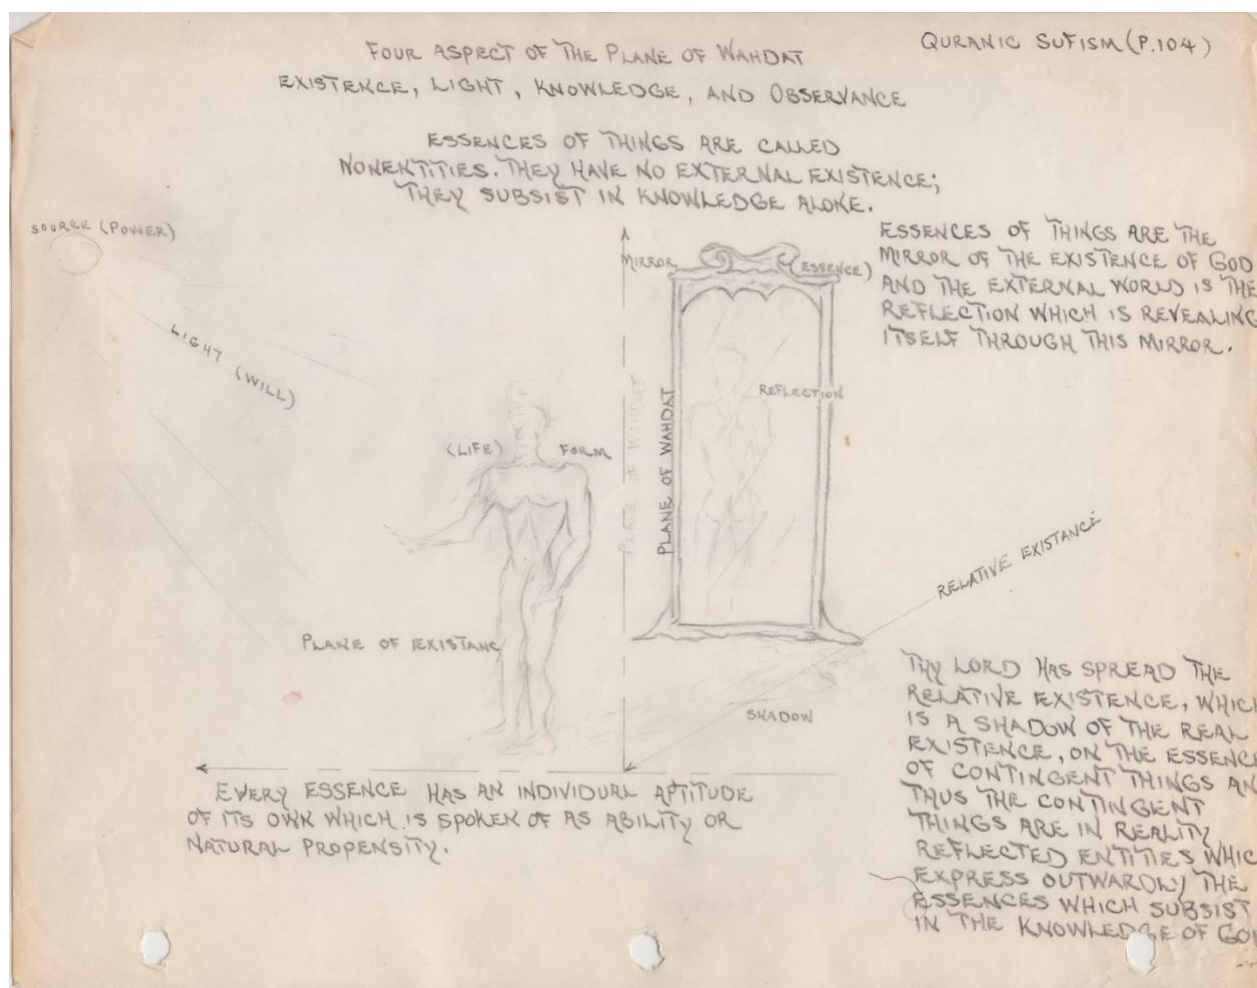 QURANIC SUFISM (P.104)
FOUR ASPECT OF THE PLANE OF WAHDAT
EXISTENCE, LIGHT, KNOWLEDGE, AND OBSERVANCE
ESSENCES OF THINGS ARE CALLED
NONENTITIES. THEY HAVE NO EXTERNAL EXISTENCE;
THEY SUBSIST IN KNOWLEDGE ALONE.
(POWER)
LIGHT (WILL)
(LIFE) FORM
PLANE OF EXISTANC
MIRROR (ESSENCE)
REFLECTION
PLANE OF WAHDAT
PLANE OF WAHDAT
SHADOW
RELATIVE EXISTANCE
ESSENCES OF THINGS ARE THE
MIRROR OF THE EXISTENCE OF GOD
AND THE EXTERNAL WORLD IS THE
REFLECTION WHICH IS REVEALING
ITSELF THROUGH THIS MIRROR.
THY LORD HAS SPREAD THE
RELATIVE EXISTENCE, WHICH
IS A SHADOW OF THE REAL
EXISTENCE, ON THE ESSENC
OF CONTINGENT THINGS AN
THUS THE CONTINGENT
THINGS ARE IN REALITY
REFLECTED ENTITIES WHIC
EXPRESS OUTWARDLY THE
ESSENCES WHICH SUBSIST
IN THE KNOWLEDGE OF GO
EVERY ESSENCE HAS AN INDIVIDUAL APTITUDE
OF ITS OWN WHICH IS SPOKEN OF AS ABILITY OR
NATURAL PROPENSITY.